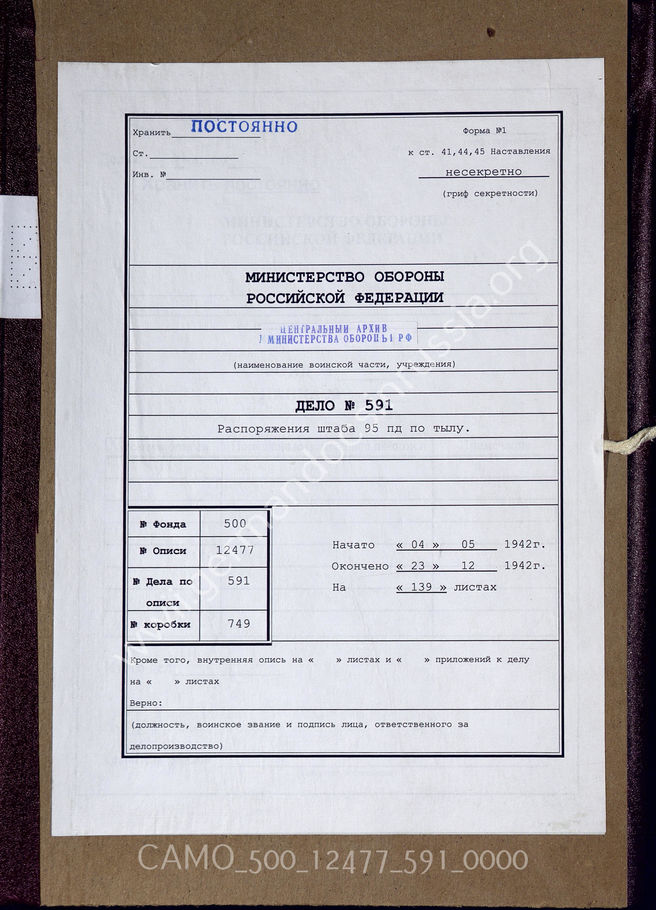 Хранить ПОСТОЯННО
Форма №1
Ст.
к ст. 41,44,45 Наставления
Инв. №
несекретно
(гриф секретности)
МИНИСТЕРСТВО ОБОРОНЫ
РОССИЙСКОЙ ФЕДЕРАЦИИ
ЦЕНТРАЛЬНЫЙ АРХИВ
МИНИСТЕРСТВА ОБОРОНЫ РФ
(наименование воинской части, учреждения)
ДЕЛО № 591
Распоряжения штаба 95 пд по тылу.
№ Фонда 500
№ Описи 12477
№ Дела по описи 591
№ коробки 749
Начато « 04 » 05 1942г.
Окончено « 23 » 12 1942г.
На « 139 » листах
Кроме того, внутренняя опись на « » листах и « » приложений к делу
на « » листах
Верно:
(должность, воинское звание и подпись лица, ответственного за
делопроизводство)
www.germandocsinrussia.org
CAMO_500_12477_591_0000